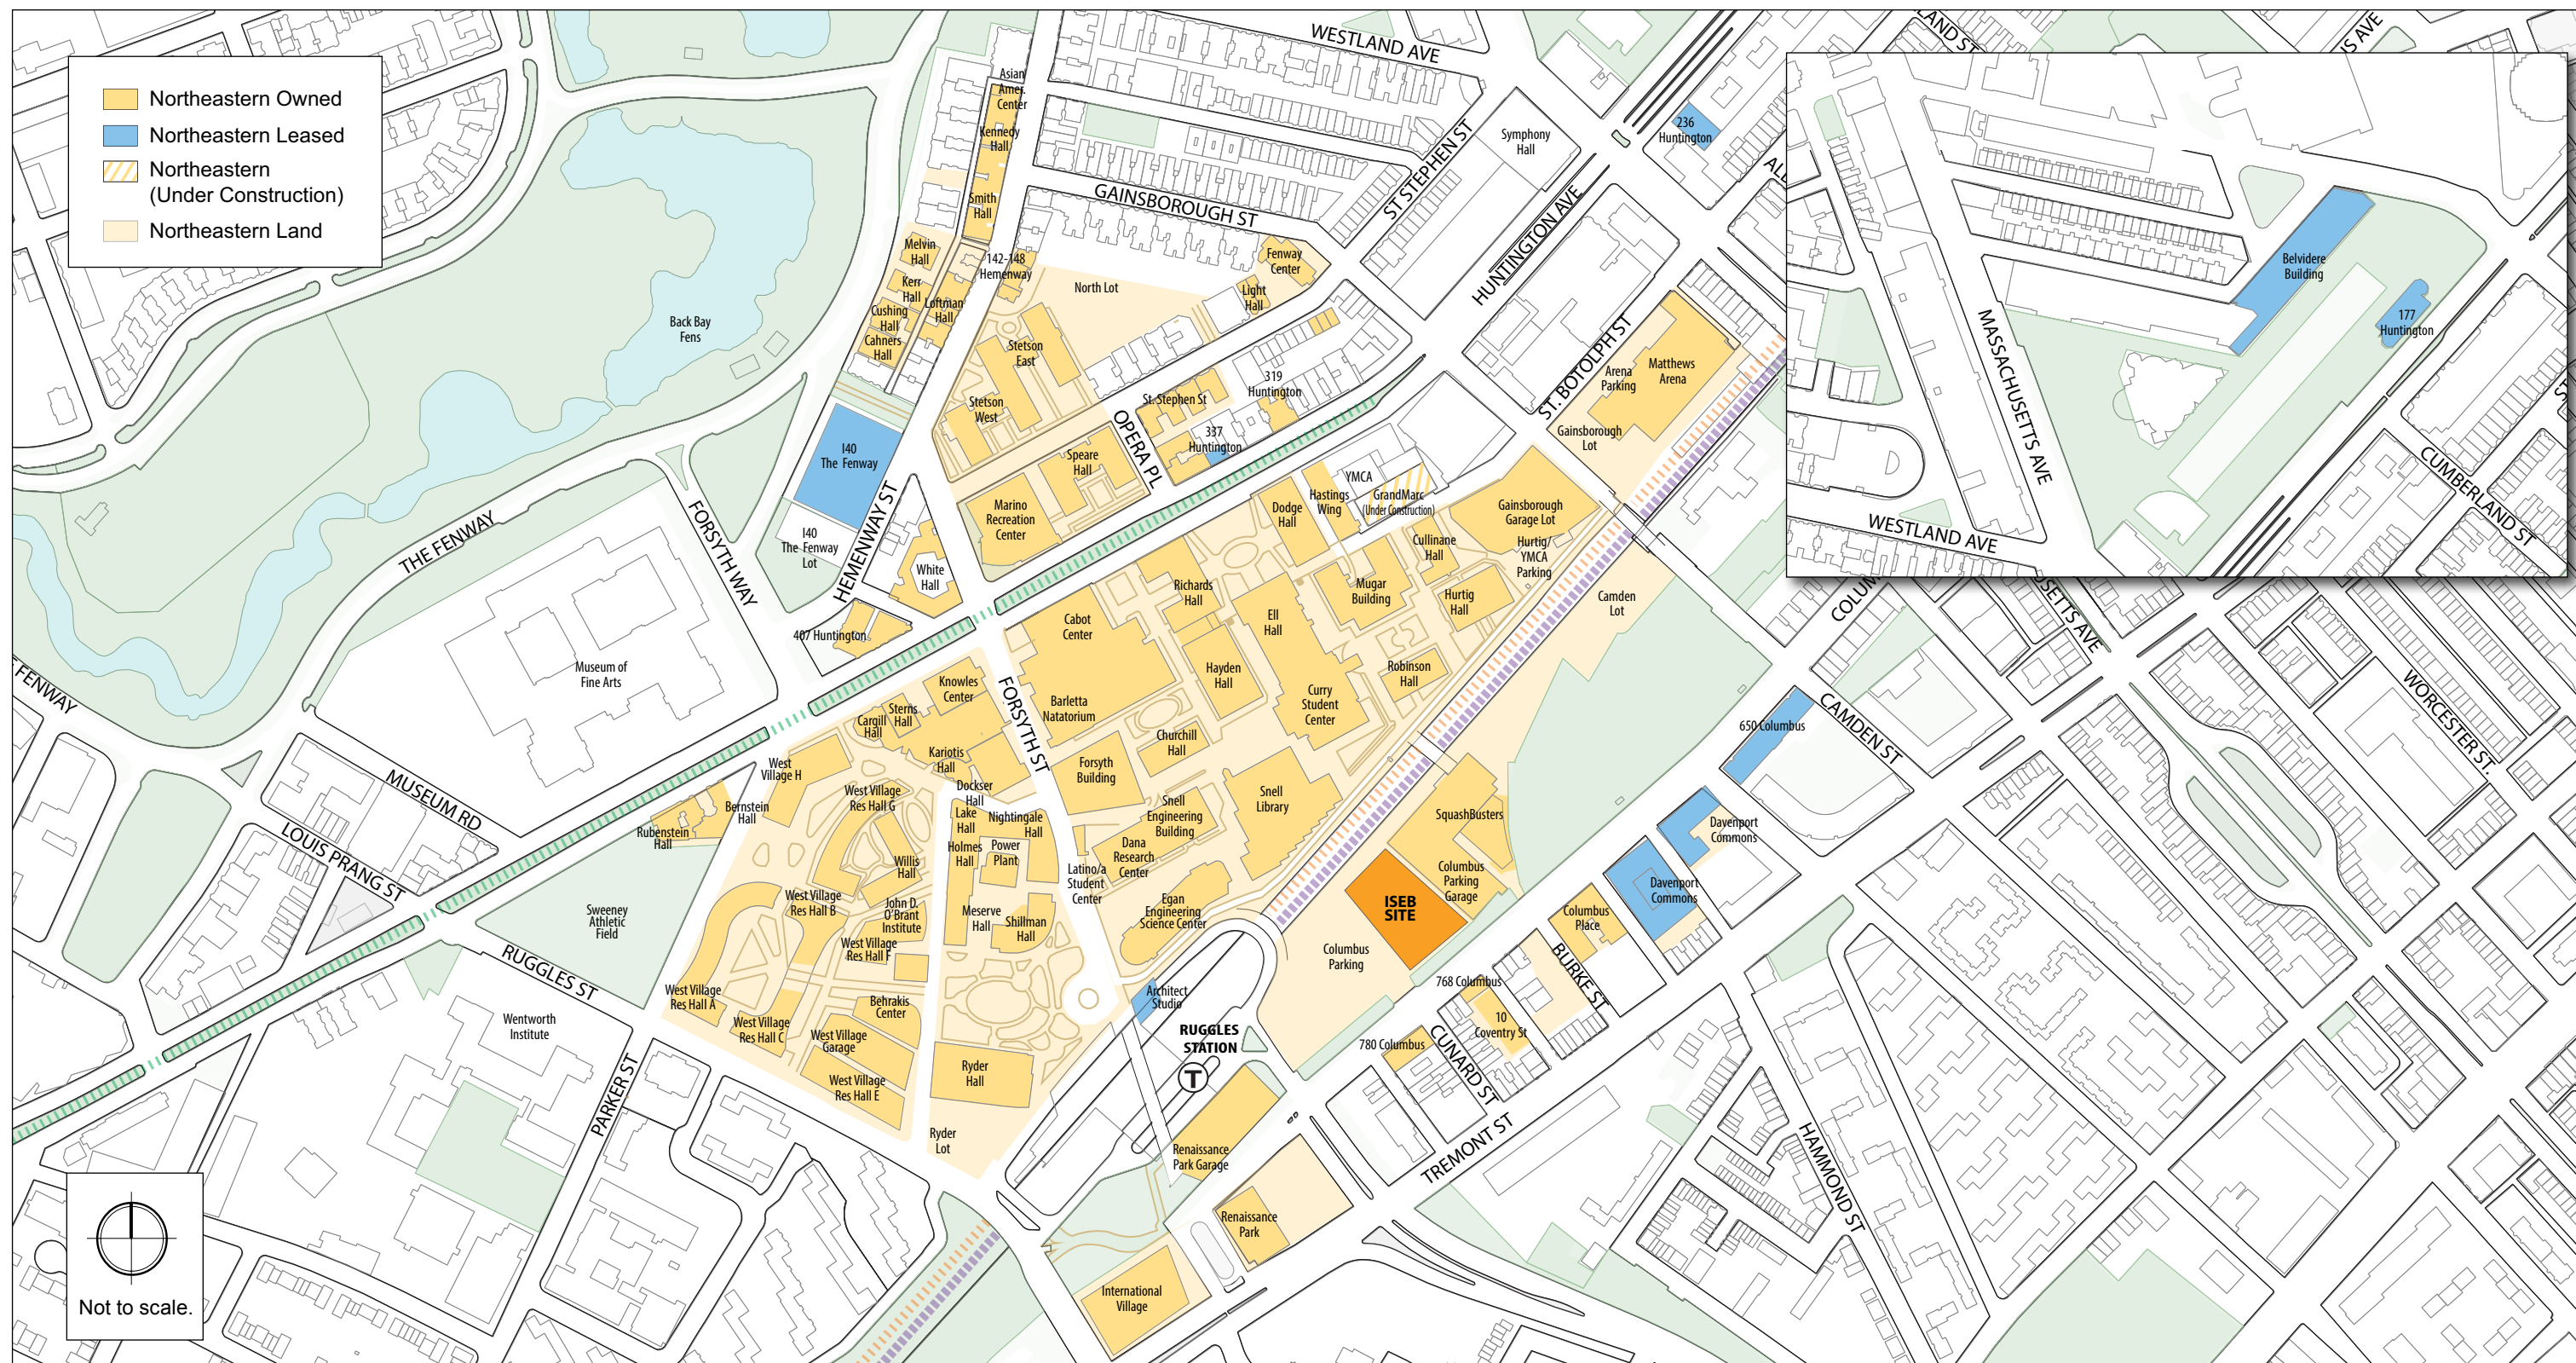 Northeastern Owned
Northeastern Leased
Northeastern
(Under Construction)
Northeastern Land
WESTLAND AVE
Asian
Amer.
Center
Kennedy
Hall
Smith
Hall
Symphony
Hall
236
Huntington
ST STEPHEN ST
GAINSBOROUGH ST
HUNTINGTON AVE
Melvin
Hall
142-148
Hemenway
Fenway
Center
Kerr
Hall
Loftman
Hall
Cushing
Hall
Cahners
Hall
North Lot
Light
Hall
Back Bay
Fens
Stetson
East
Stetson
West
St. Stephen St
319
Huntington
337
Huntington
OPERA PL
ST. BOTOLPH ST
Arena
Parking
Matthews
Arena
Gainsborough
Lot
Belvidere
Building
177
Huntington
MASSACHUSETTS AVE
CUMBERLAND ST
WESTLAND AVE
I40
The Fenway
I40
The Fenway
Lot
HEMENWAY ST
Speare
Hall
Marino
Recreation
Center
White
Hall
407 Huntington
THE FENWAY
FORSYTH WAY
Dodge
Hall
Hastings
Wing
YMCA
GrandMarc
(Under Construction)
Cullinane
Hall
Gainsborough
Garage Lot
Hurtig/
YMCA
Parking
Richards
Hall
Mugar
Building
Hurtig
Hall
Camden
Lot
Cabot
Center
Ell
Hall
Hayden
Hall
Robinson
Hall
Barletta
Natatorium
Curry
Student
Center
Museum of
Fine Arts
FENWAY
MUSEUM RD
LOUIS PRANG ST
RUGGLES ST
Knowles
Center
Sterns
Hall
Cargill
Hall
Kariotis
Hall
Dockser
Hall
FORSYTH ST
Churchill
Hall
Forsyth
Building
Snell
Library
Snell
Engineering
Building
Dana
Research
Center
Egan
Engineering
Science Center
Latino/a
Student
Center
West
Village H
West Village
Res Hall G
Bernstein
Hall
Rubenstein
Hall
Lake
Hall
Nightingale
Hall
Holmes
Hall
Power
Plant
Willis
Hall
West Village
Res Hall B
John D.
O'Brant
Institute
West Village
Res Hall F
Meserve
Hall
Shillman
Hall
Sweeney
Athletic
Field
West Village
Res Hall A
West Village
Res Hall C
Behrakis
Center
West Village
Garage
West Village
Res Hall E
Ryder
Hall
Ryder
Lot
Wentworth
Institute
PARKER ST
Architect
Studio
RUGGLES
STATION
T
SquashBusters
Columbus
Parking
Garage
ISEB
SITE
Columbus
Parking
650 Columbus
CAMDEN ST
Davenport
Commons
Davenport
Commons
Columbus
Place
BURKE ST
768 Columbus
10
Coventry St
780 Columbus
CUNARD ST
TREMONT ST
HAMMOND ST
WORCESTER ST.
Renaissance
Park Garage
Renaissance
Park
International
Village
Not to scale.